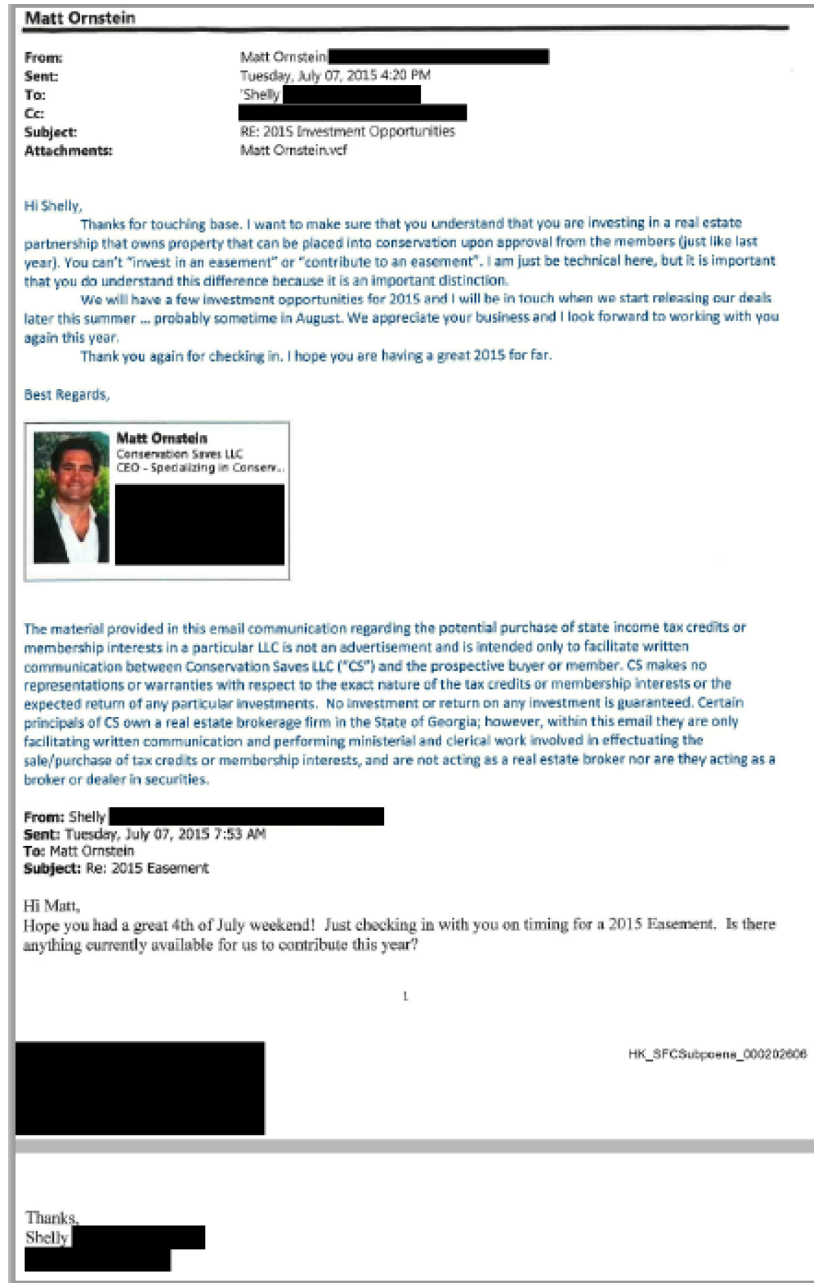 Matt Ornstein
From: Matt Ornstein
Sent: Tuesday, July 07, 2015 4:20 PM
To: 'Shelly
Cc:
Subject: RE: 2015 Investment Opportunities
Attachments: Matt Ornstein.vcf
Hi Shelly,
Thanks for touching base. I want to make sure that you understand that you are investing in a real estate
partnership that owns property that can be placed into conservation upon approval from the members (just like last
year). You can't "invest in an easement" or "contribute to an easement". I am just be technical here, but it is important
that you do understand this difference because it is an important distinction.
We will have a few investment opportunities for 2015 and I will be in touch when we start releasing our deals
later this summer ... probably sometime in August. We appreciate your business and I look forward to working with you
again this year.
Thank you again for checking in. I hope you are having a great 2015 for far.
Best Regards,
Matt Ornstein
Conservation Saves LLC
CEO - Specializing in Conserv...
The material provided in this email communication regarding the potential purchase of state income tax credits or
membership interests in a particular LLC is not an advertisement and is intended only to facilitate written
communication between Conservation Saves LLC ("CS") and the prospective buyer or member. CS makes no
representations or warranties with respect to the exact nature of the tax credits or membership interests or the
expected return of any particular investments. No investment or return on any investment is guaranteed. Certain
principals of CS own a real estate brokerage firm in the State of Georgia; however, within this email they are only
facilitating written communication and performing ministerial and clerical work involved in effectuating the
sale/purchase of tax credits or membership interests, and are not acting as a real estate broker nor are they acting as a
broker or dealer in securities.
From: Shelly
Sent: Tuesday, July 07, 2015 7:53 AM
To: Matt Ornstein
Subject: Re: 2015 Easement
Hi Matt,
Hope you had a great 4th of July weekend! Just checking in with you on timing for a 2015 Easement. Is there
anything currently available for us to contribute this year?
1
HK_SFCSubpoena_000202606
Thanks,
Shelly